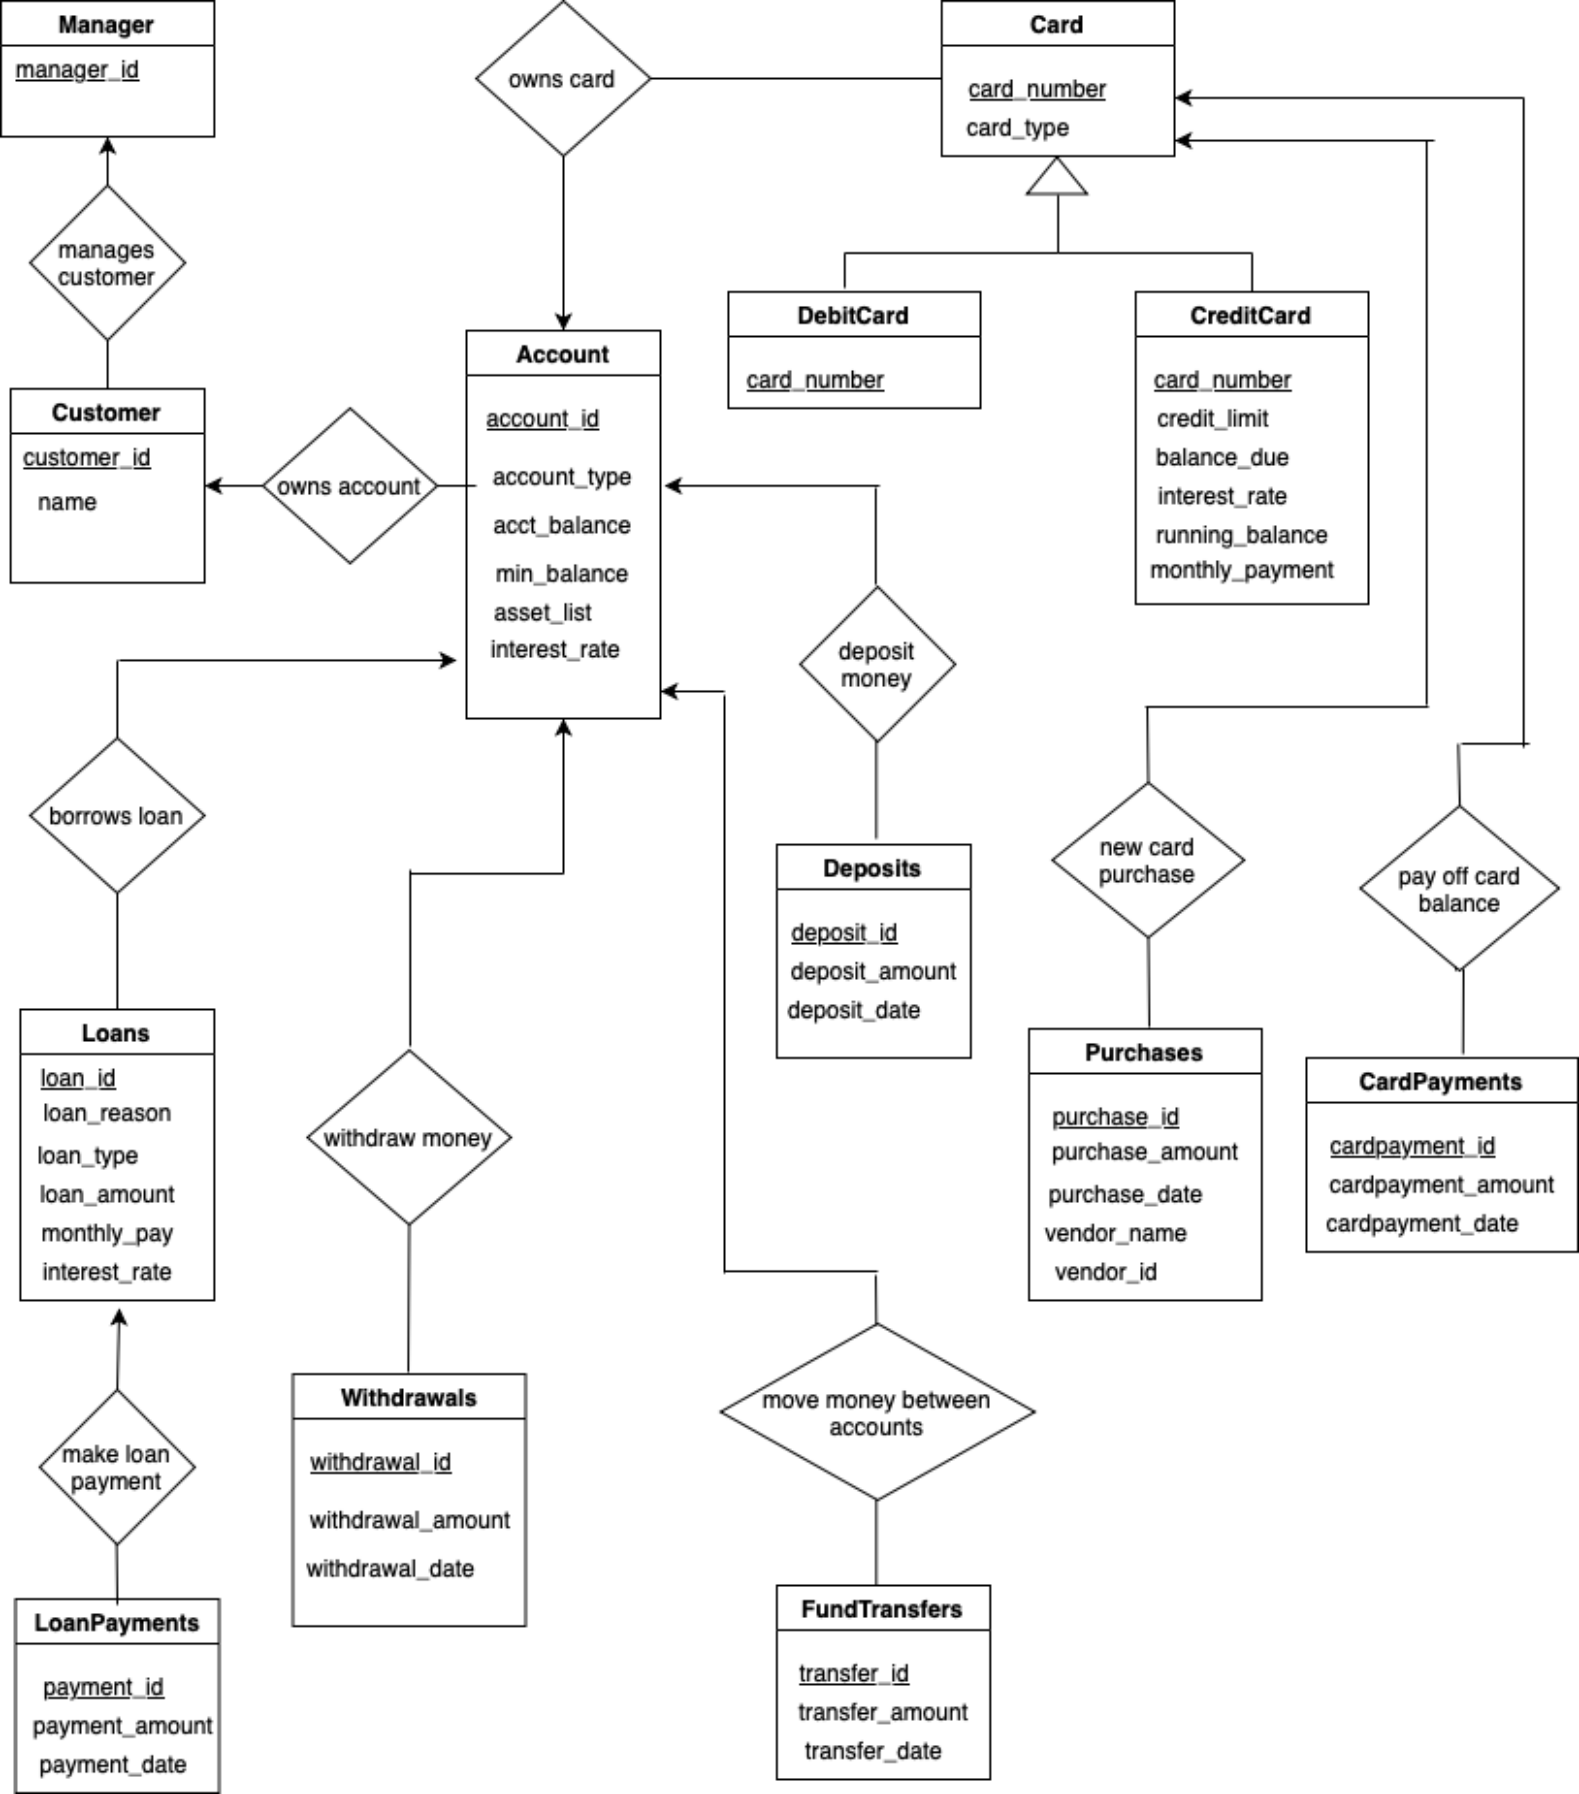 Manager
manager_id
owns card
Card
card_number
card_type
manages
customer
DebitCard
card_number
CreditCard
card_number
credit_limit
balance_due
interest_rate
running_balance
monthly_payment
Account
account_id
account_type
acct_balance
min_balance
asset_list
interest_rate
Customer
customer_id
name
owns account
deposit
money
borrows loan
Deposits
deposit_id
deposit_amount
deposit_date
new card
purchase
pay off card
balance
Loans
loan_id
loan_reason
loan_type
loan_amount
monthly_pay
interest_rate
withdraw money
Purchases
purchase_id
purchase_amount
purchase_date
vendor_name
vendor_id
CardPayments
cardpayment_id
cardpayment_amount
cardpayment_date
make loan
payment
Withdrawals
withdrawal_id
withdrawal_amount
withdrawal_date
move money between
accounts
LoanPayments
payment_id
payment_amount
payment_date
FundTransfers
transfer_id
transfer_amount
transfer_date